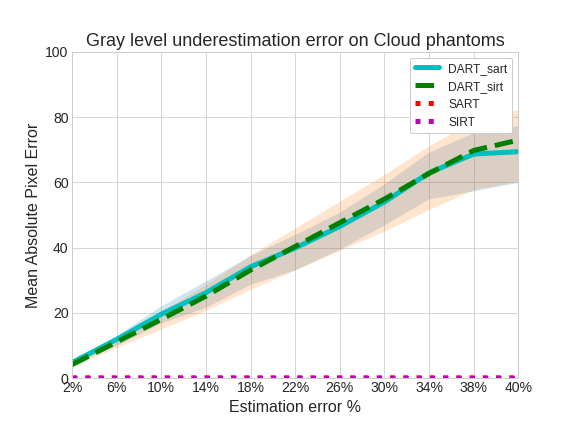 Gray level underestimation error on Cloud phantoms
100
80
60
40
20
0
Mean Absolute Pixel Error
DART_sart
DART_sirt
SART
SIRT
2% 6% 10% 14% 18% 22% 26% 30% 34% 38% 40%
Estimation error %